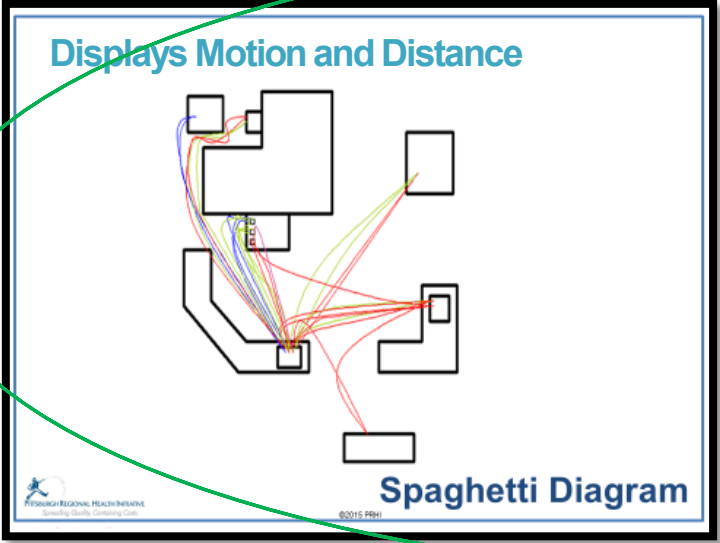 Displays Motion and Distance
Spaghetti Diagram
PITTSBURGH REGIONAL HEALTH INITIATIVE
Spreading Quality, Containing Costs
©2015 PRHI